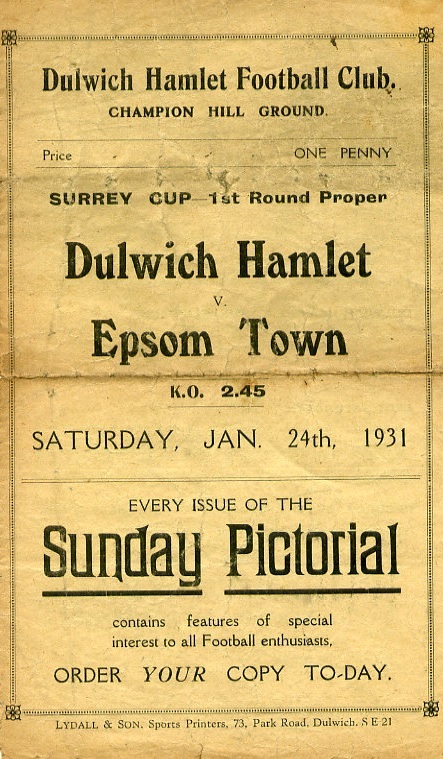 Dulwich Hamlet Football Club.
CHAMPION HILL GROUND.
Price ONE PENNY
SURREY CUP—1st Round Proper
Dulwich Hamlet
V.
Epsom Town
K.O. 2.45
SATURDAY, JAN. 24th, 1931
EVERY ISSUE OF THE
Sunday Pictorial
contains features of special
interest to all Football enthusiasts,
ORDER YOUR COPY TO-DAY.
LYDALL & SON, Sports Printers, 73, Park Road, Dulwich. S E 21